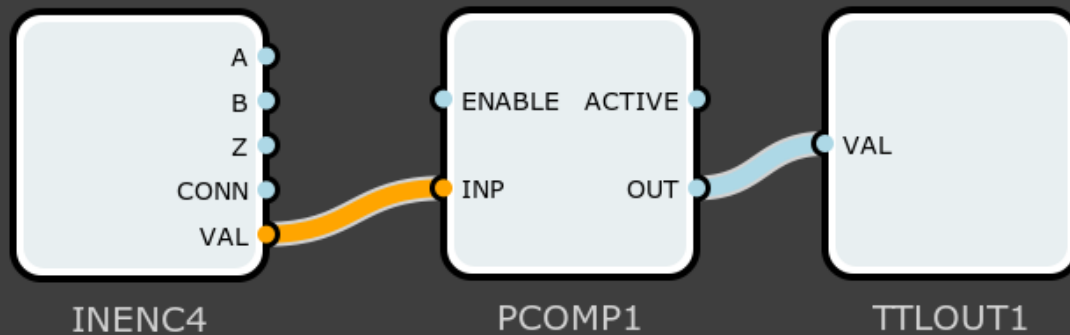 A
B
Z
CONN
VAL
INENC4
ENABLE ACTIVE
INP OUT
PCOMP1
VAL
TTLOUT1